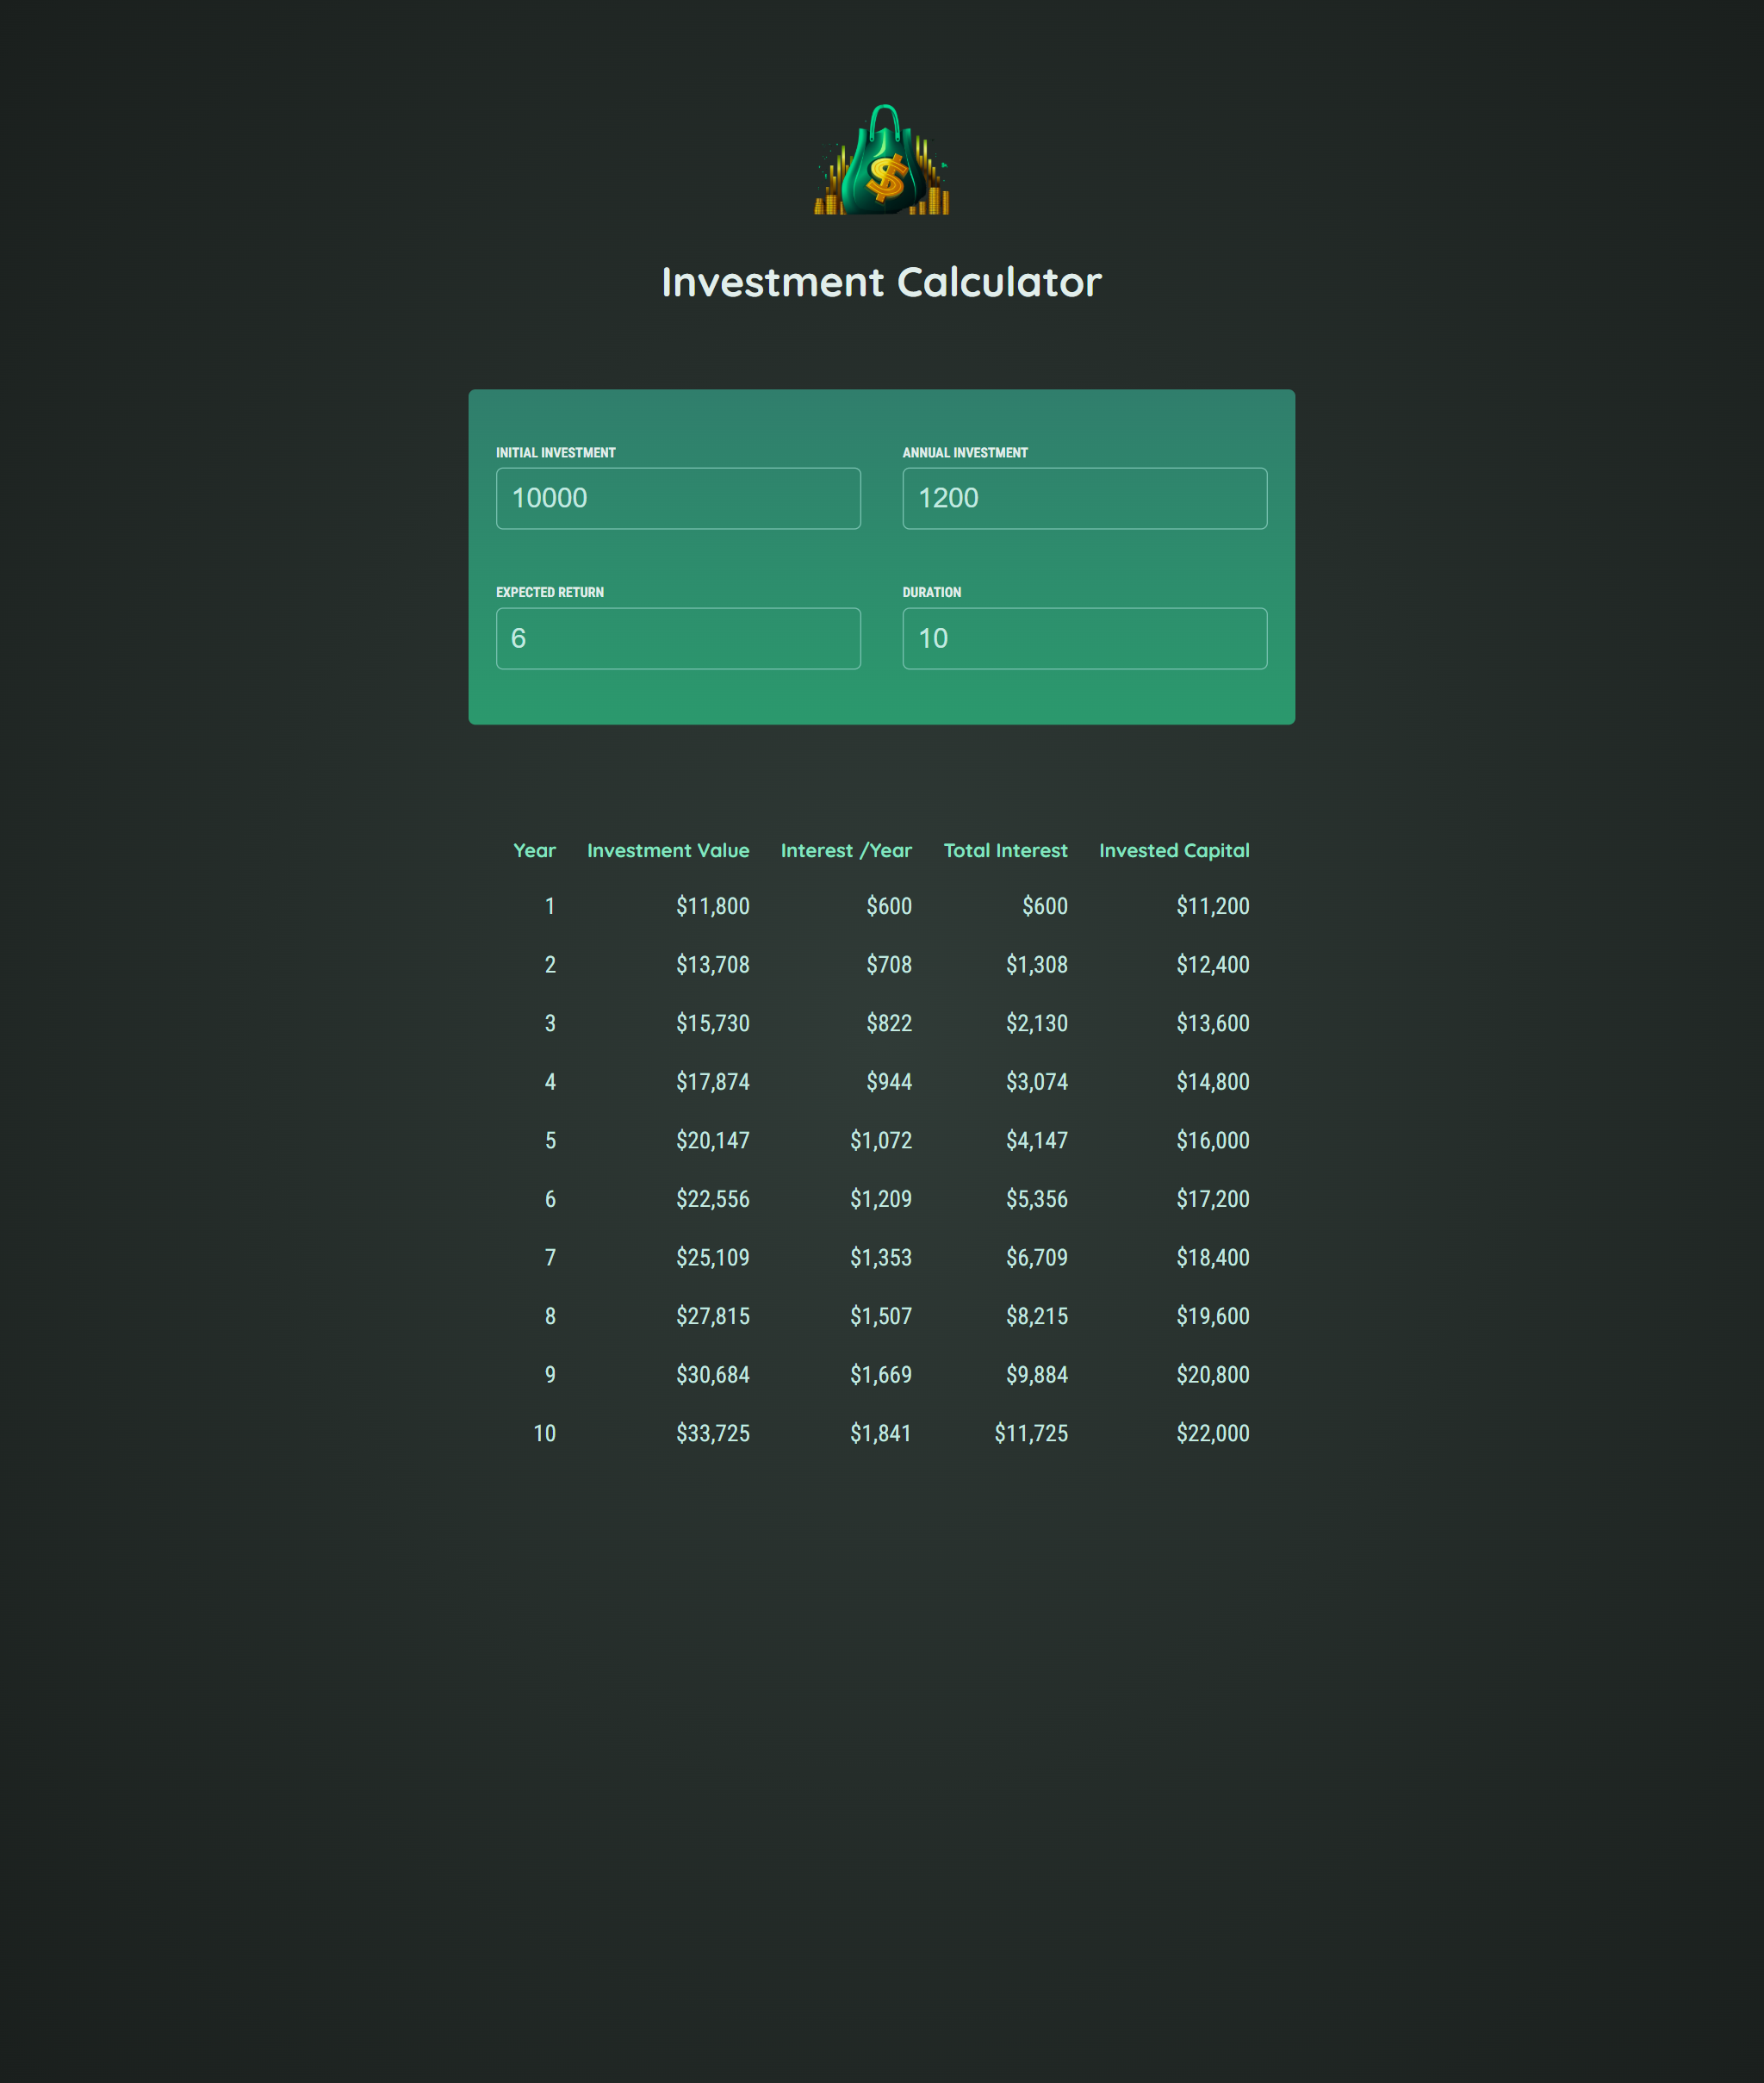 $
Investment Calculator
INITIAL INVESTMENT ANNUAL INVESTMENT
10000 1200
EXPECTED RETURN DURATION
6 10
Year Investment Value Interest /Year Total Interest Invested Capital
1 $11,800 $600 $600 $11,200
2 $13,708 $708 $1,308 $12,400
3 $15,730 $822 $2,130 $13,600
4 $17,874 $944 $3,074 $14,800
5 $20,147 $1,072 $4,147 $16,000
6 $22,556 $1,209 $5,356 $17,200
7 $25,109 $1,353 $6,709 $18,400
8 $27,815 $1,507 $8,215 $19,600
9 $30,684 $1,669 $9,884 $20,800
10 $33,725 $1,841 $11,725 $22,000